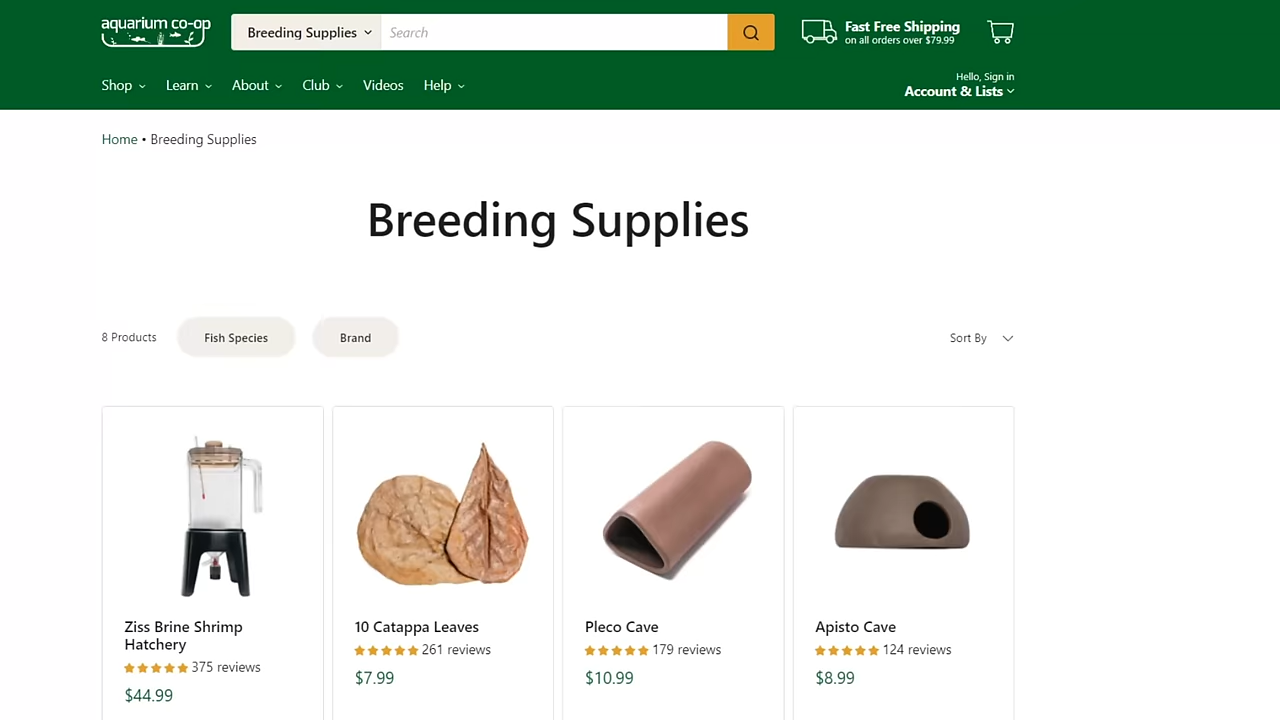 aquarium co-op
Breeding Supplies
Search
Fast Free Shipping
on all orders over $79.99
Shop
Learn
About
Club
Videos
Help
Hello, Sign in
Account & Lists
Home • Breeding Supplies
Breeding Supplies
8 Products
Fish Species
Brand
Sort By
Ziss Brine Shrimp
Hatchery
375 reviews
$44.99
10 Catappa Leaves
261 reviews
$7.99
Pleco Cave
179 reviews
$10.99
Apisto Cave
124 reviews
$8.99